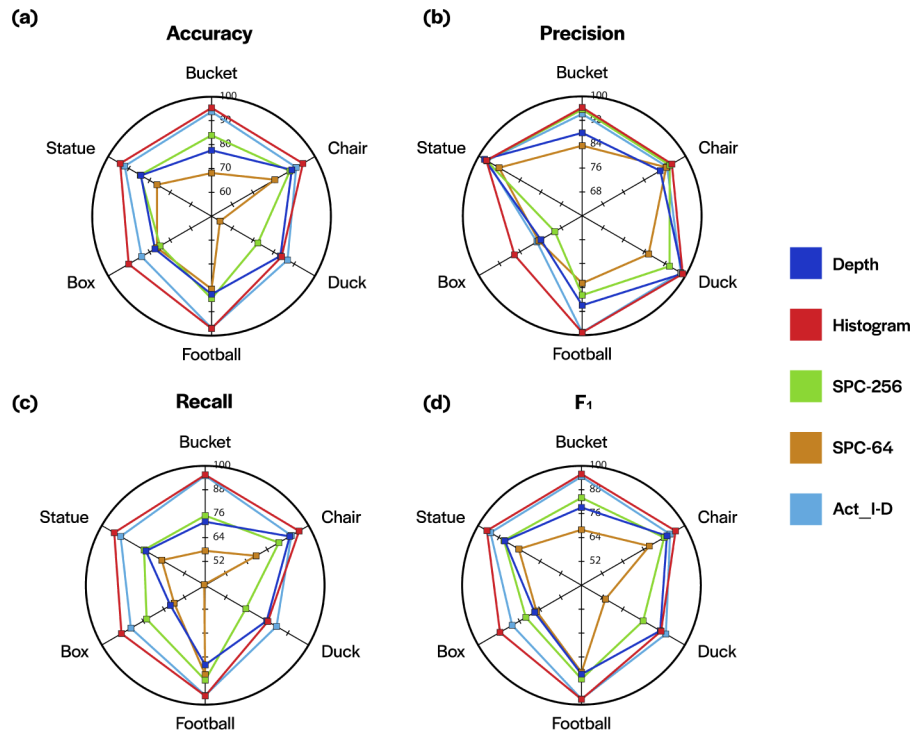 (a)
Accuracy
Bucket
100
90
80
70
60
Chair
Duck
Football
Box
Statue
(b)
Precision
Bucket
100
92
84
76
68
Chair
Duck
Football
Box
Statue
Depth
Histogram
SPC-256
SPC-64
Act_I-D
(c)
Recall
Bucket
100
88
76
64
52
Chair
Duck
Football
Box
Statue
(d)
F₁
Bucket
100
88
76
64
52
Chair
Duck
Football
Box
Statue